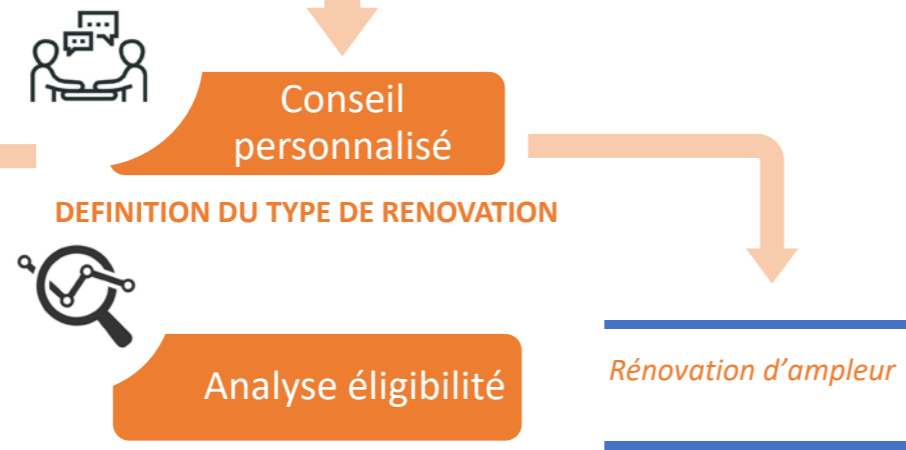 Conseil
personnalisé
DEFINITION DU TYPE DE RENOVATION
Analyse éligibilité
Rénovation d’ampleur